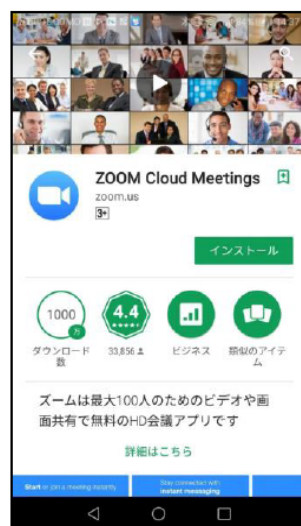 ZOOM Cloud Meetings
zoom.us
3+
インストール
1000
万
4.4
ダウンロード
数
33,856
ビジネス
類似のアイテ
ム
ズームは最大100人のためのビデオや画
面共有で無料のHD会議アプリです
詳細はこちら
Start or join a meeting instantly
Stay connected with
instant messaging